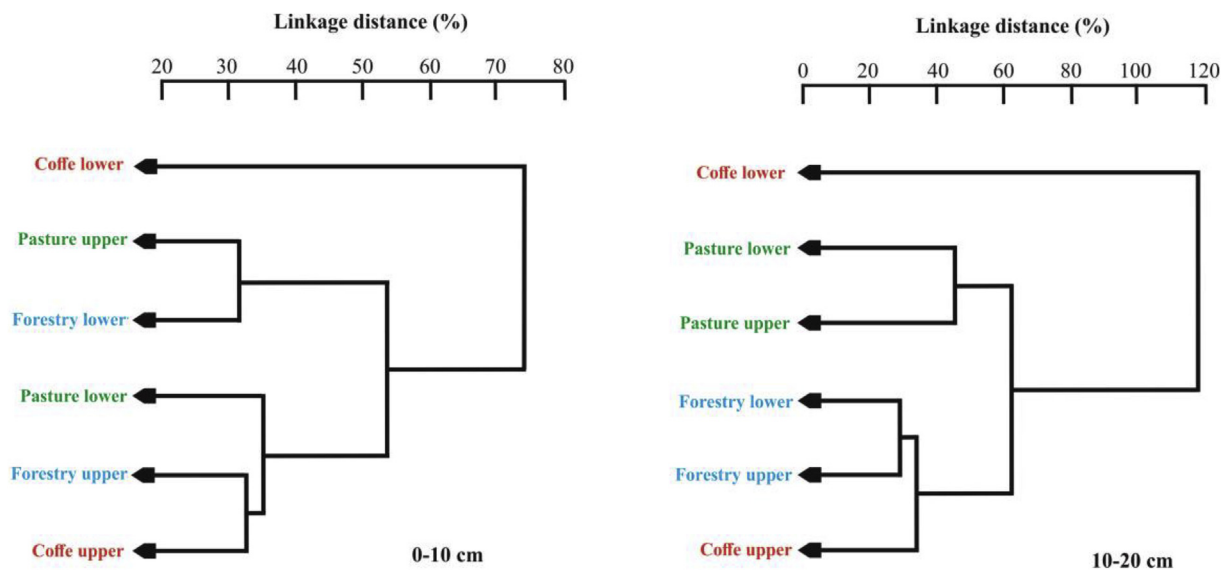 Linkage distance (%)
20 30 40 50 60 70 80
Coffe lower
Pasture upper
Forestry lower
Pasture lower
Forestry upper
Coffe upper
0-10 cm
Linkage distance (%)
0 20 40 60 80 100 120
Coffe lower
Pasture lower
Pasture upper
Forestry lower
Forestry upper
Coffe upper
10-20 cm